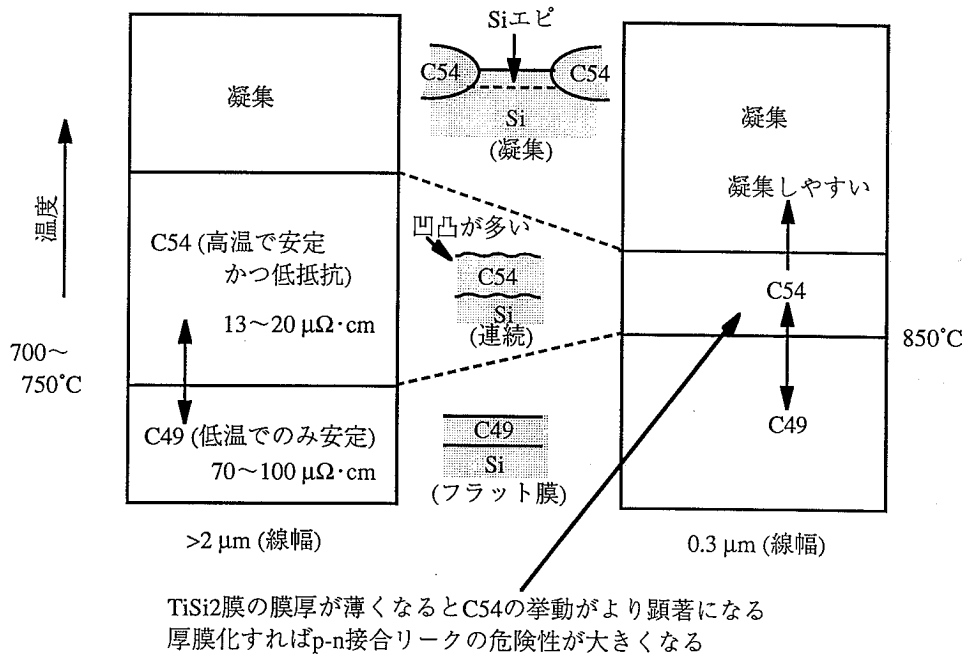 Siエピ
C54
C54
Si
(凝集)
凝集
凝集
凝集しやすい
温度
凹凸が多い
C54 (高温で安定
かつ低抵抗)
13～20 μΩ·cm
C54
Si
(連続)
C54
700～
750˚C
850˚C
C49 (低温でのみ安定)
70～100 μΩ·cm
C49
Si
(フラット膜)
C49
>2 μm (線幅)
0.3 μm (線幅)
TiSi2膜の膜厚が薄くなるとC54の挙動がより顕著になる
厚膜化すればp-n接合リークの危険性が大きくなる